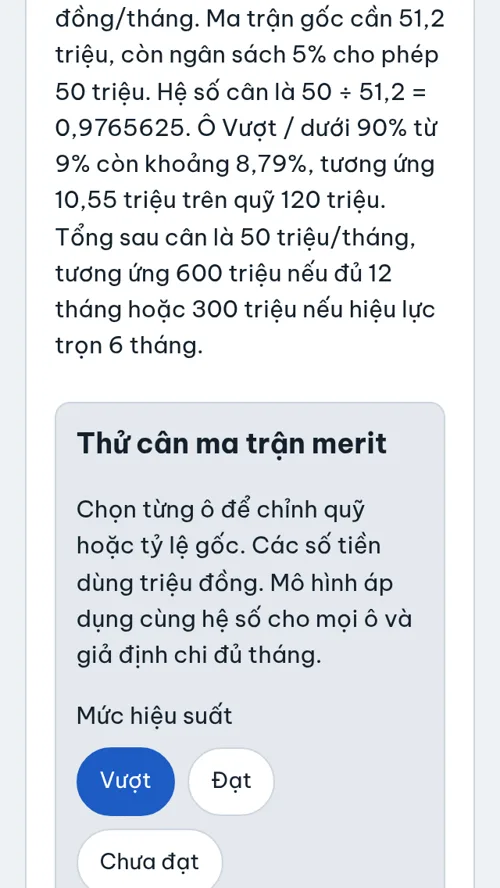 đồng/tháng. Ma trận gốc cần 51,2
triệu, còn ngân sách 5% cho phép
50 triệu. Hệ số cân là 50 ÷ 51,2 =
0,9765625. Ô Vượt / dưới 90% từ
9% còn khoảng 8,79%, tương ứng
10,55 triệu trên quỹ 120 triệu.
Tổng sau cân là 50 triệu/tháng,
tương ứng 600 triệu nếu đủ 12
tháng hoặc 300 triệu nếu hiệu lực
trọn 6 tháng.
Thử cân ma trận merit
Chọn từng ô để chỉnh quỹ
hoặc tỷ lệ gốc. Các số tiền
dùng triệu đồng. Mô hình áp
dụng cùng hệ số cho mọi ô và
giả định chi đủ tháng.
Mức hiệu suất
Vượt
Đạt
Chưa đạt